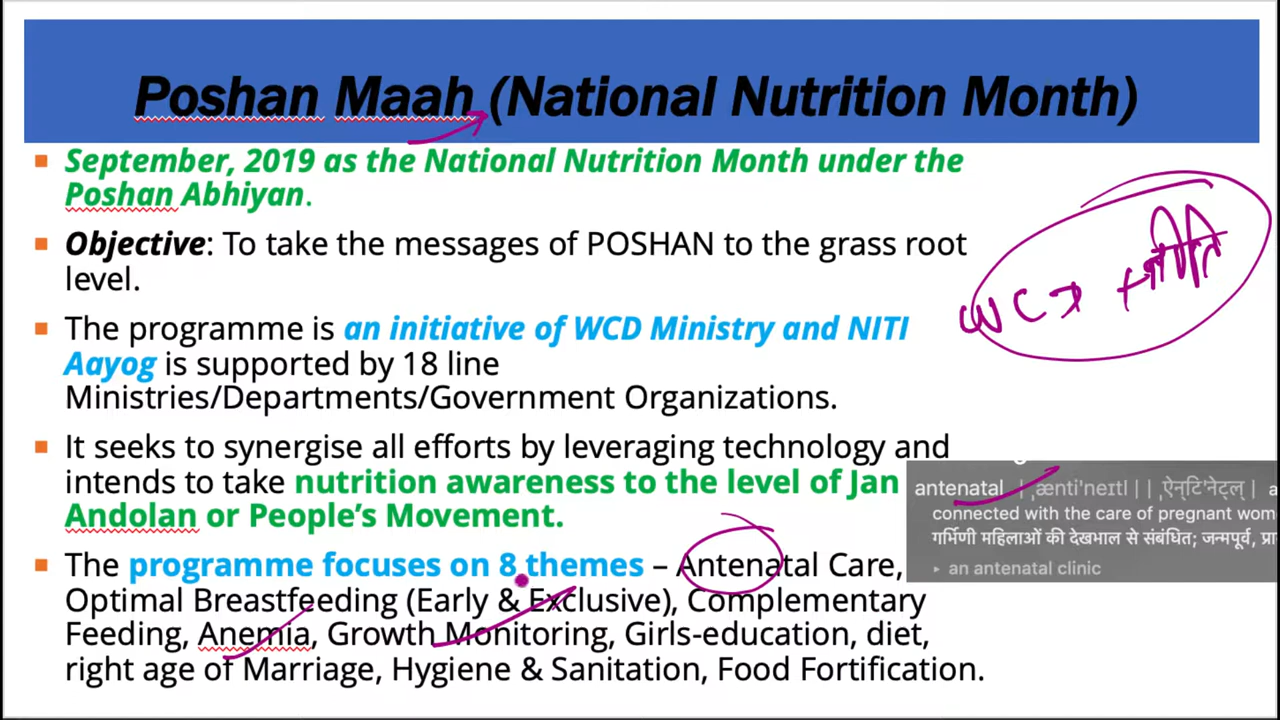 Poshan Maah (National Nutrition Month)
September, 2019 as the National Nutrition Month under the
Poshan Abhiyan.
Objective: To take the messages of POSHAN to the grass root
level.
The programme is an initiative of WCD Ministry and NITI
Aayog is supported by 18 line
Ministries/Departments/Government Organizations.
It seeks to synergise all efforts by leveraging technology and
intends to take nutrition awareness to the level of Jan
Andolan or People's Movement.
The programme focuses on 8 themes – Antenatal Care,
Optimal Breastfeeding (Early & Exclusive), Complementary
Feeding, Anemia, Growth Monitoring, Girls-education, diet,
right age of Marriage, Hygiene & Sanitation, Food Fortification.
antenatal | ˌæntiˈneɪtl | | ˌऐन्टिˈनेट्ल् | a
connected with the care of pregnant wom
गर्भिणी महिलाओं की देखभाल से संबंधित; जन्मपूर्व, प्रा
▸ an antenatal clinic